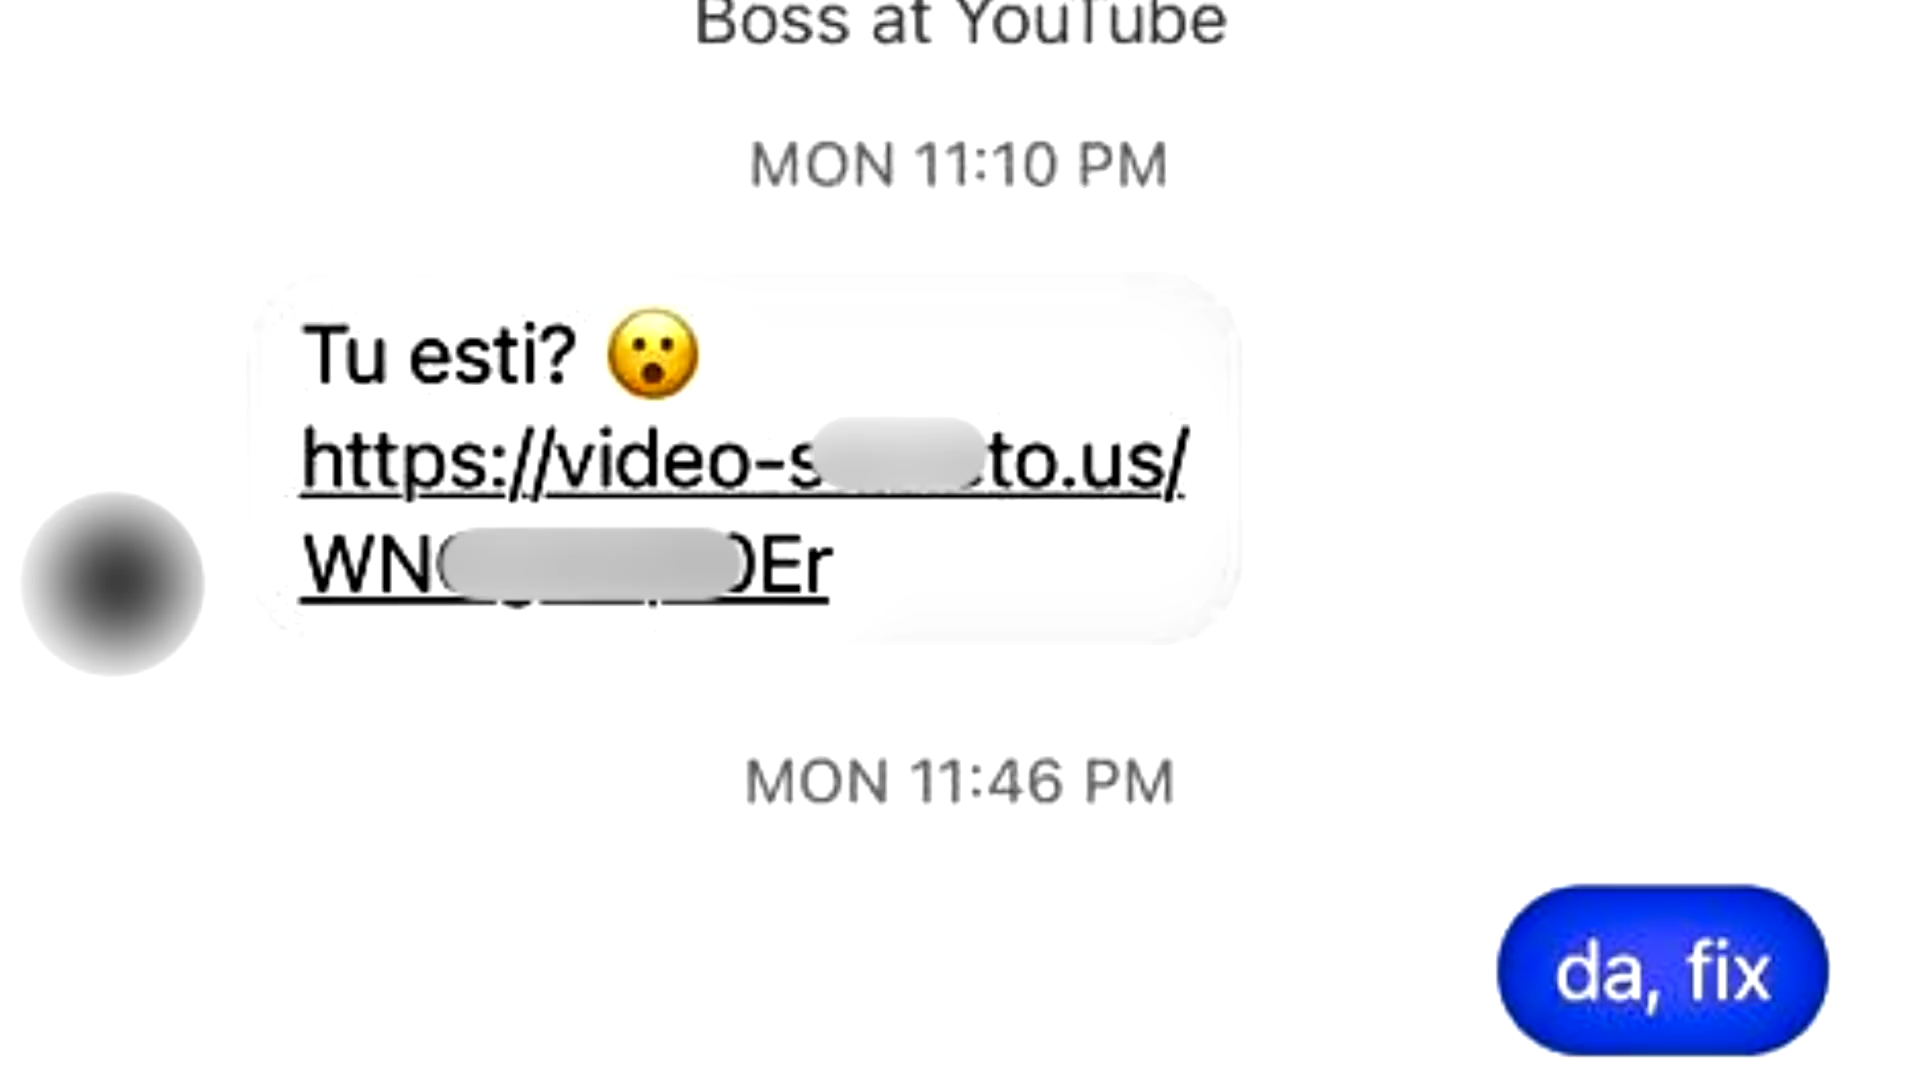 Boss at YouTube
MON 11:10 PM
Tu esti? 😮
https://video-s to.us/
WN Er
MON 11:46 PM
da, fix